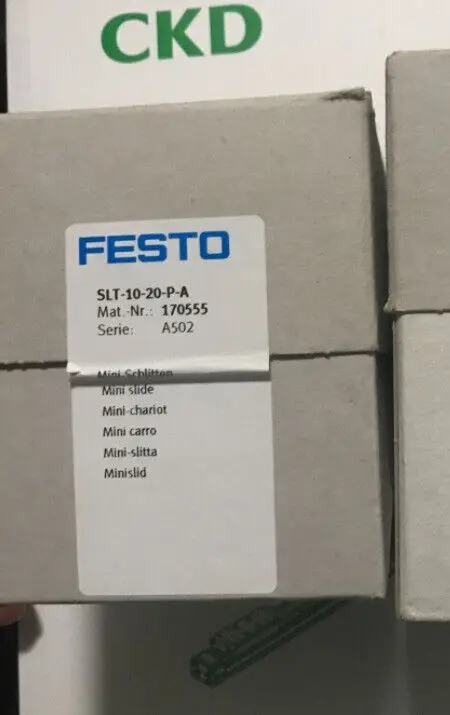 CKD
FESTO
SLT-10-20-P-A
Mat.-Nr.: 170555
Serie: A502
Mini Schlitten
Mini slide
Mini-chariot
Mini carro
Mini-slitta
Minislid